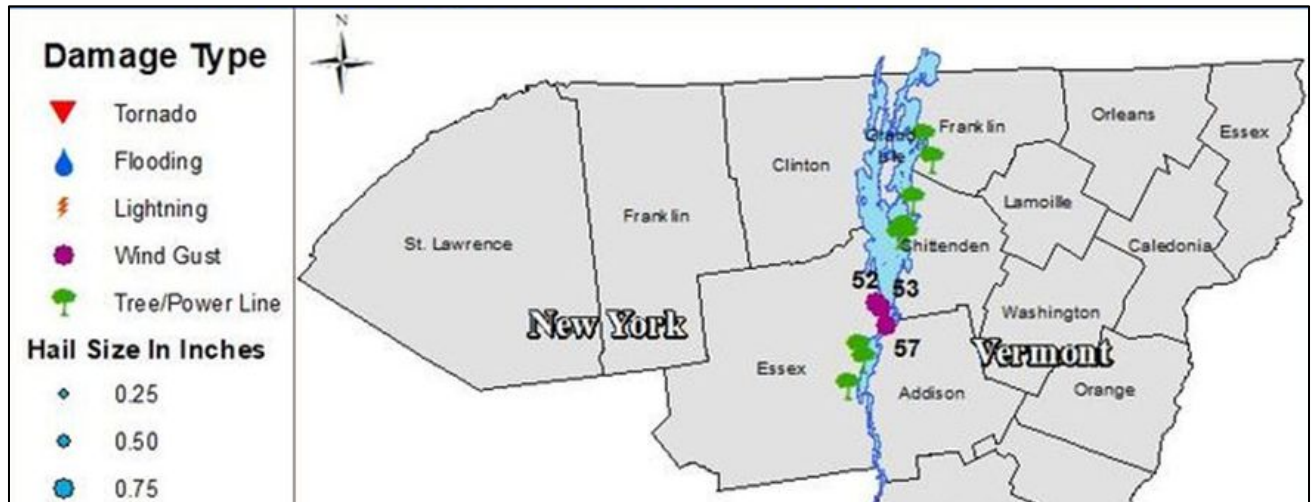 Damage Type
Tornado
Flooding
Lightning
Wind Gust
Tree/Power Line
Hail Size In Inches
0.25
0.50
0.75
N
St. Lawrence
Franklin
Clinton
Grand
Isle
Franklin
Orleans
Essex
Lamoille
Chittenden
Caledonia
52
53
Washington
New York
57
Vermont
Essex
Addison
Orange